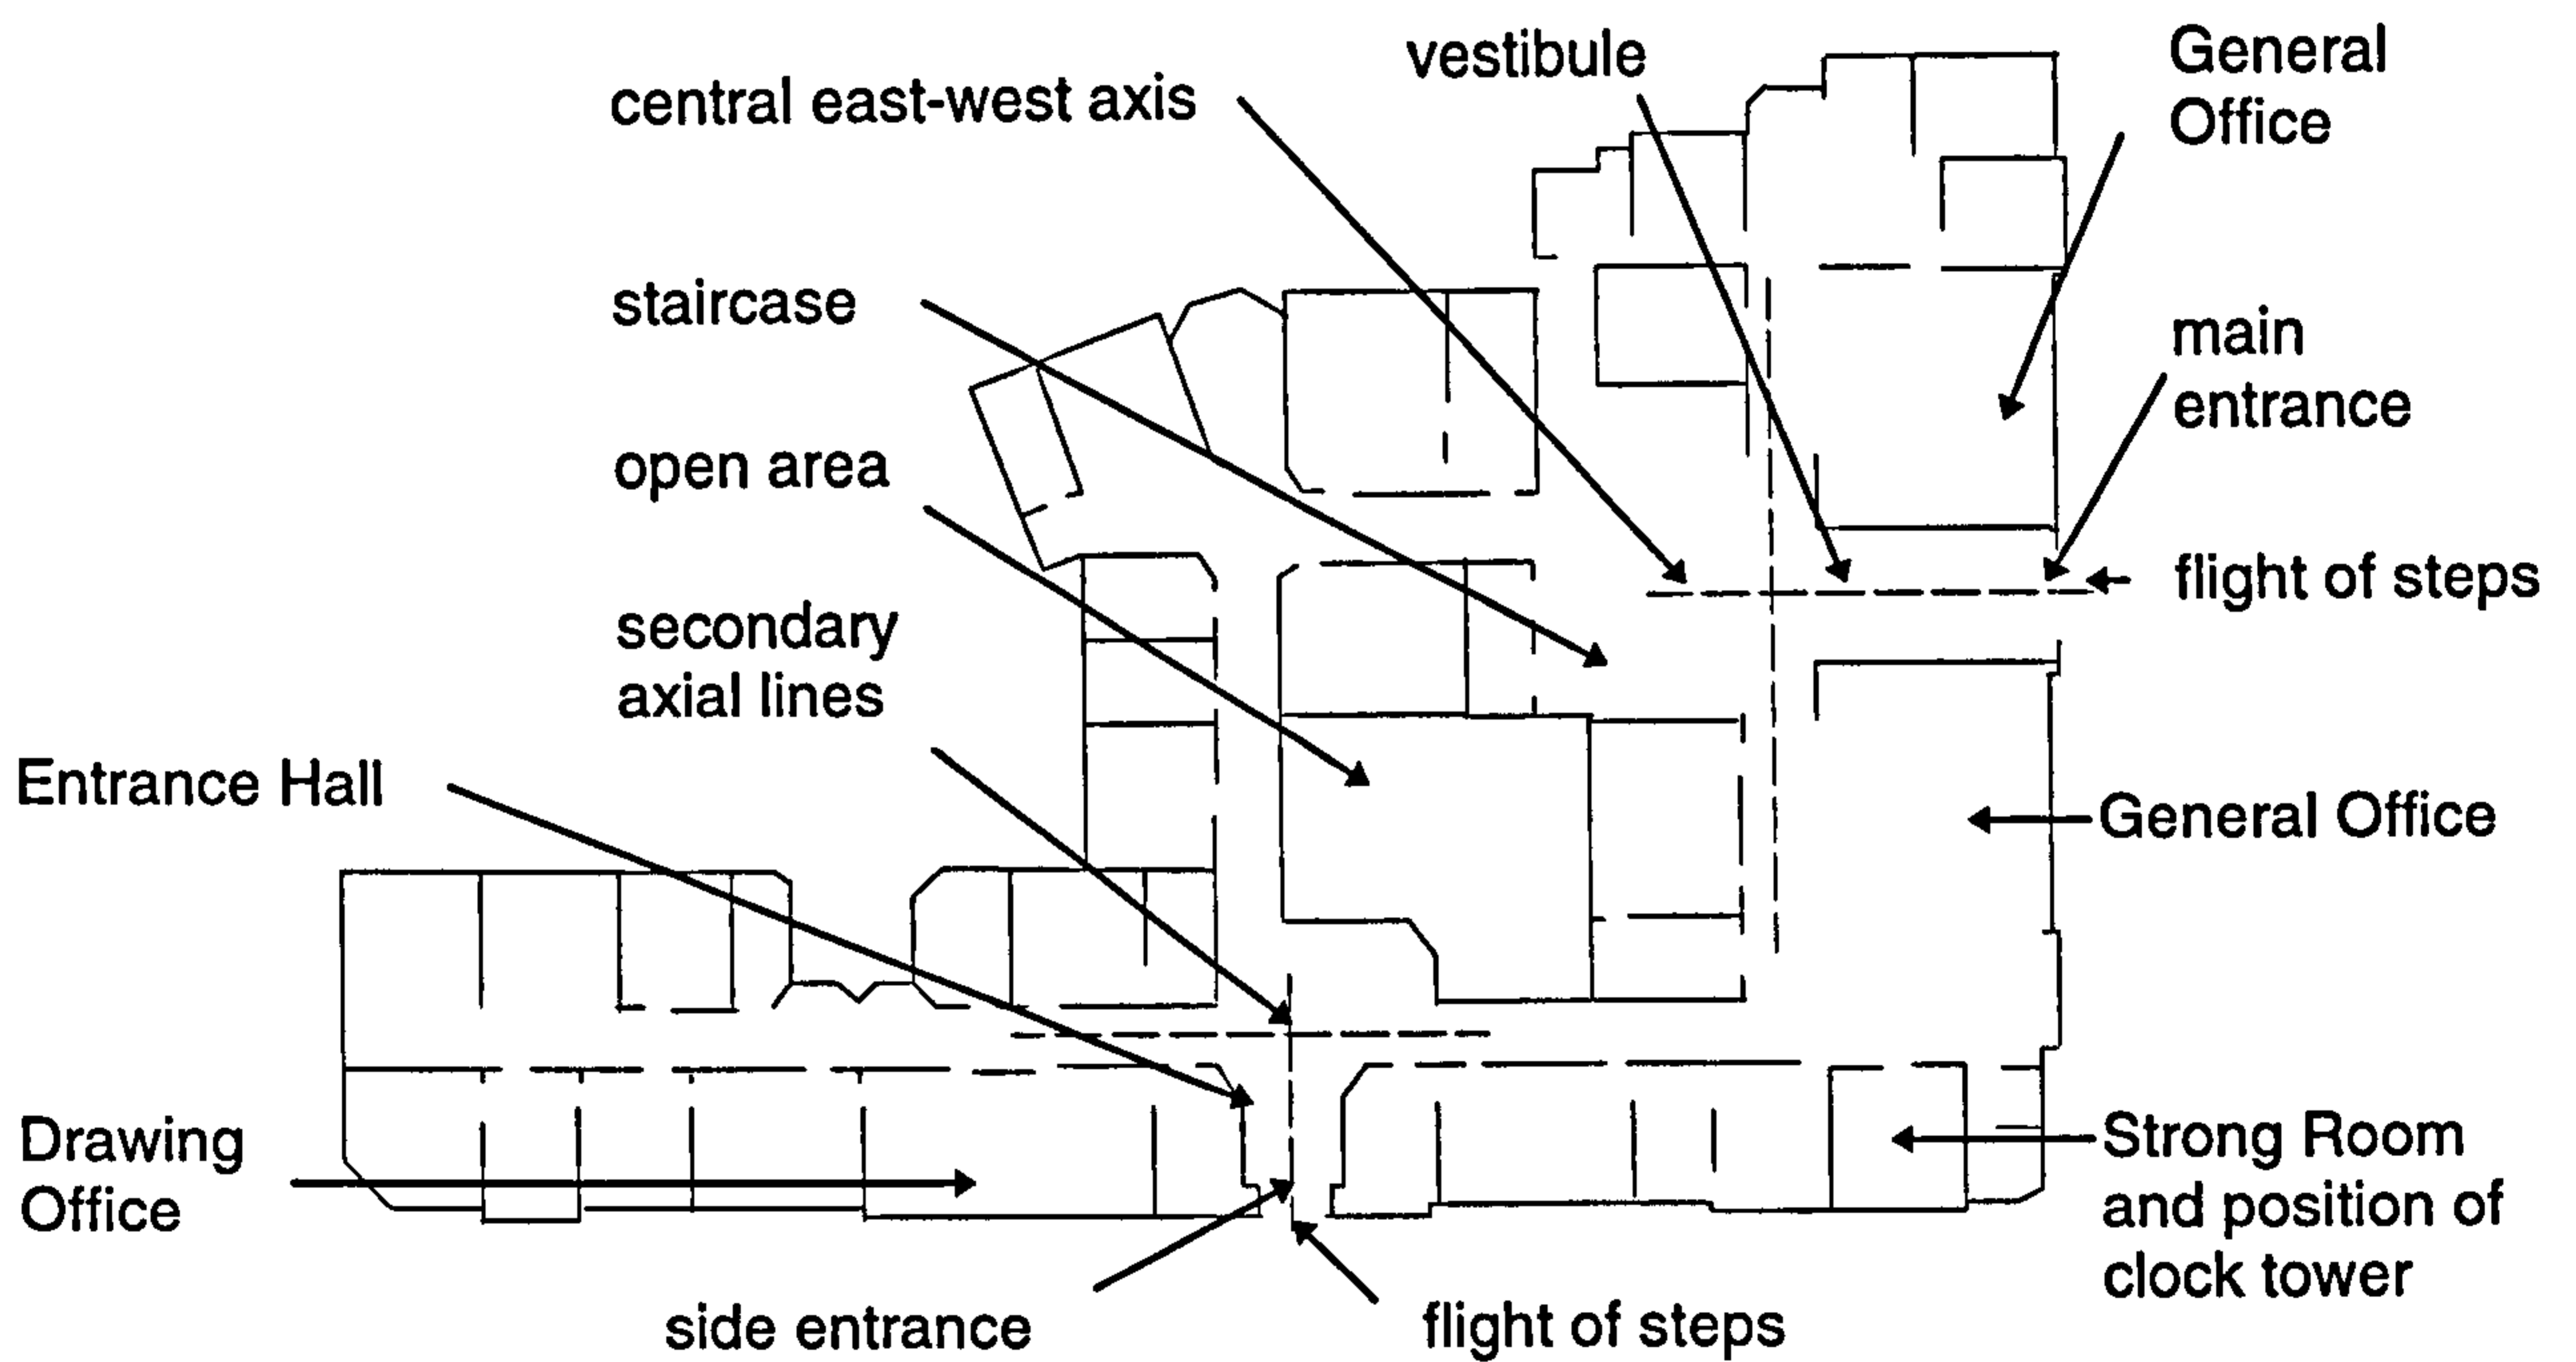 vestibule
General
Office
central east-west axis
staircase
main
entrance
open area
flight of steps
secondary
axial lines
Entrance Hall
General Office
Drawing
Office
Strong Room
and position of
clock tower
side entrance
flight of steps